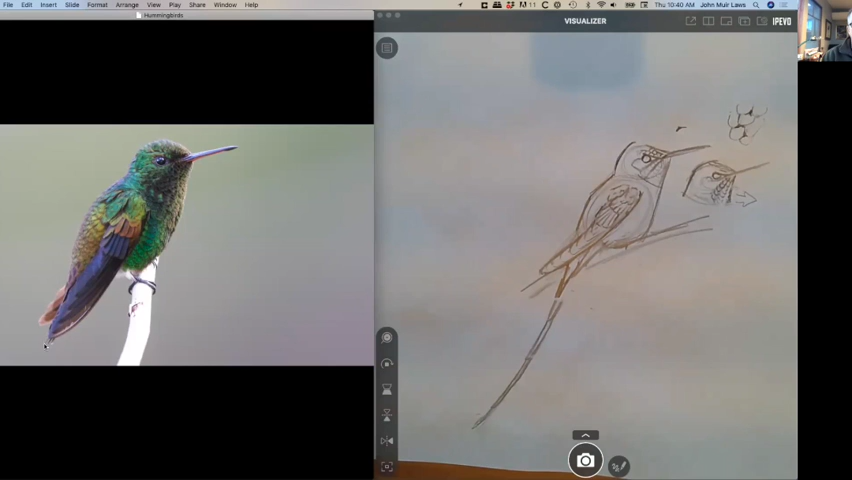 File Edit Insert Slide Format Arrange View Play Share Window Help
Thu 10:40 AM John Muir Laws
Hummingbirds
VISUALIZER
IPEVO